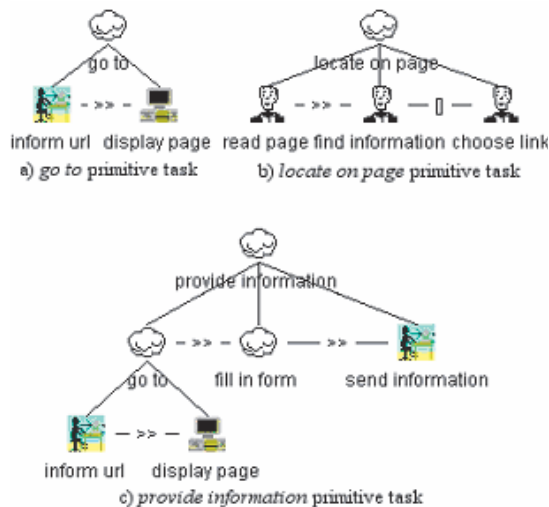 go to
locate on page
- >> -
- >> -
[]
inform url display page
read page find information choose link
a) go to primitive task
b) locate on page primitive task
provide information
- >> -
>>
go to fill in form send information
- >> -
inform url display page
c) provide information primitive task